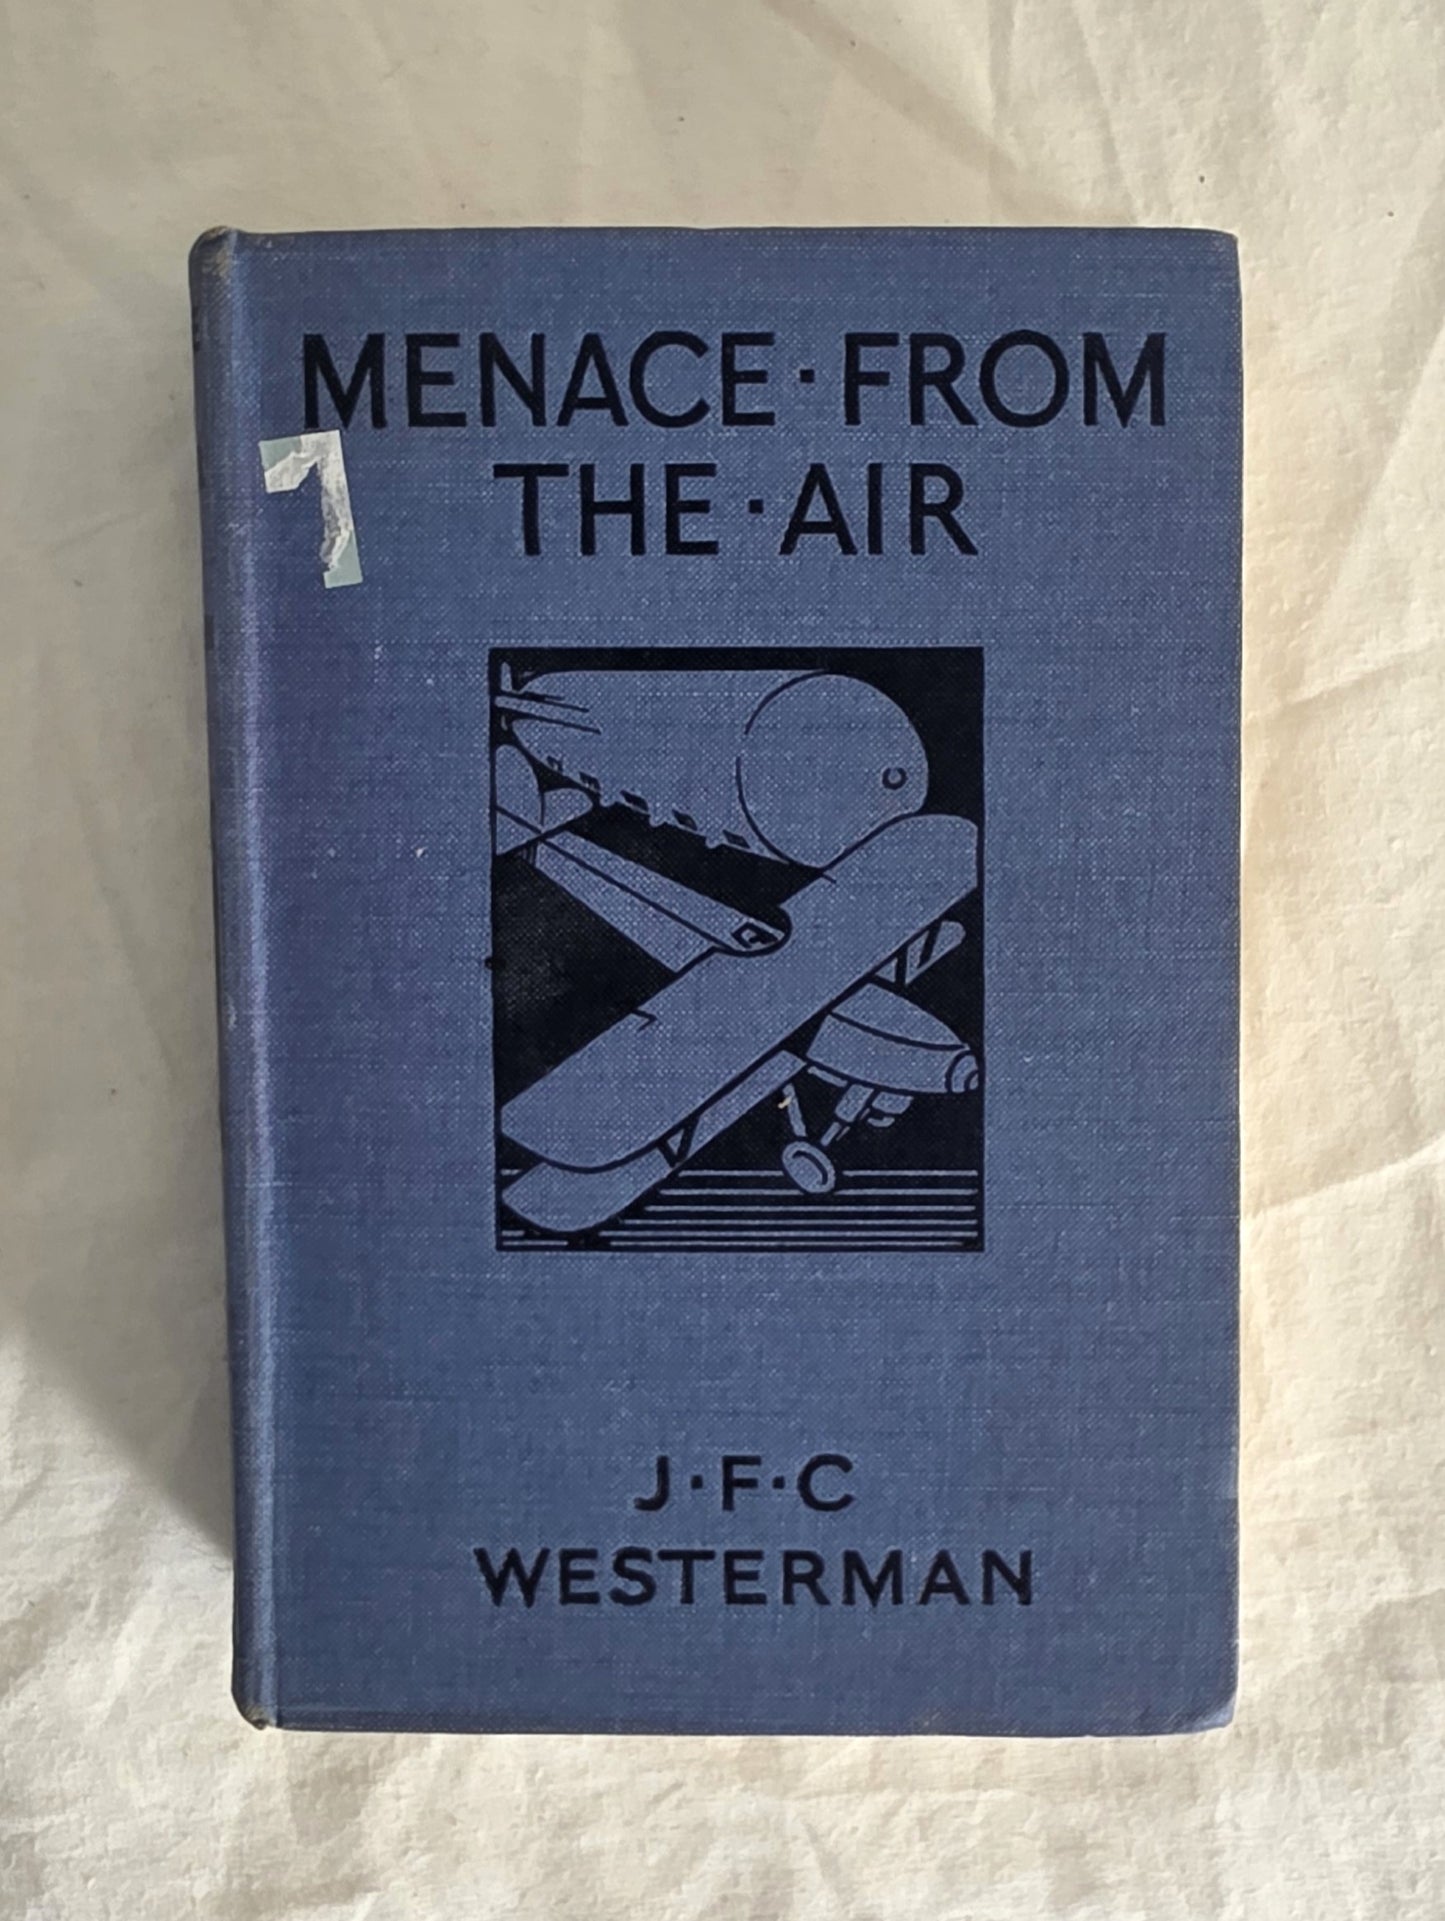 MENACE·FROM
THE·AIR
J·F·C
WESTERMAN